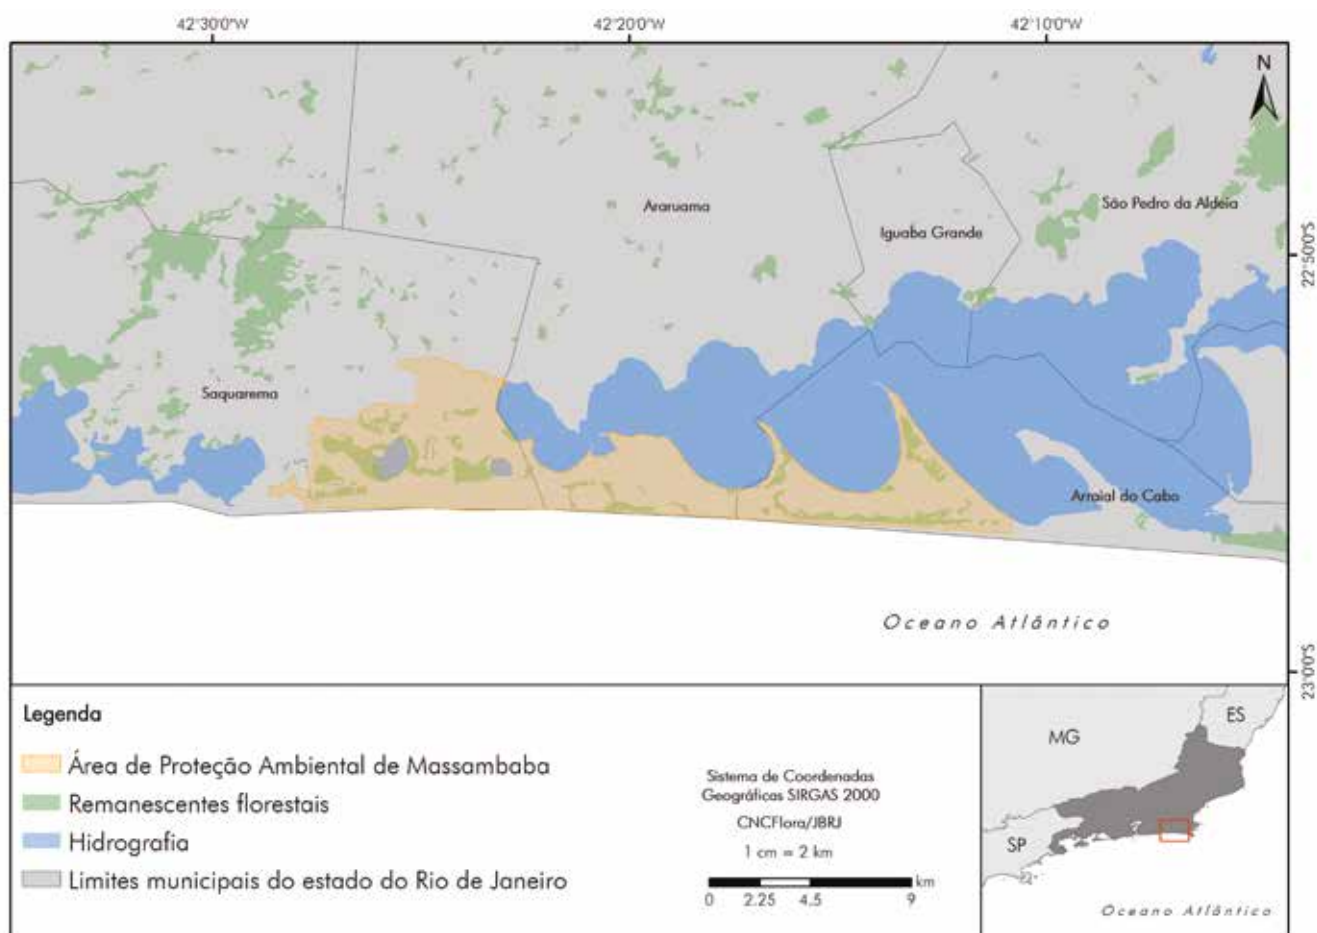 42°30'0"W
42°20'0"W
42°10'0"W
N
São Pedro da Aldeia
Araruama
Iguaba Grande
22°50'0"S
Saquarema
Arraial do Cabo
Oceano Atlântico
23°0'0"S
Legenda
Área de Proteção Ambiental de Massambaba
Remanescentes florestais
Hidrografia
Limites municipais do estado do Rio de Janeiro
Sistema de Coordenadas
Geográficas SIRGAS 2000
CNCFlora/JBRJ
1 cm = 2 km
km
0 2.25 4.5 9
ES
MG
SP
Oceano Atlântico